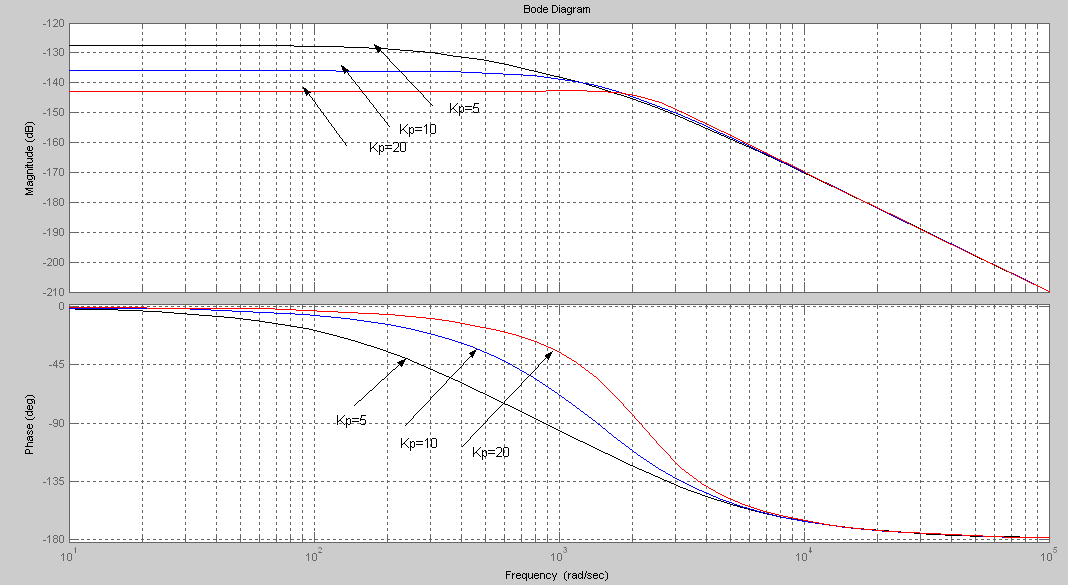 Bode Diagram
Magnitude (dB)
-120
-130
-140
-150
-160
-170
-180
-190
-200
-210
Kp=5
Kp=10
Kp=20
Phase (deg)
0
-45
-90
-135
-180
Kp=5
Kp=10
Kp=20
10^1 10^2 10^3 10^4 10^5
Frequency (rad/sec)